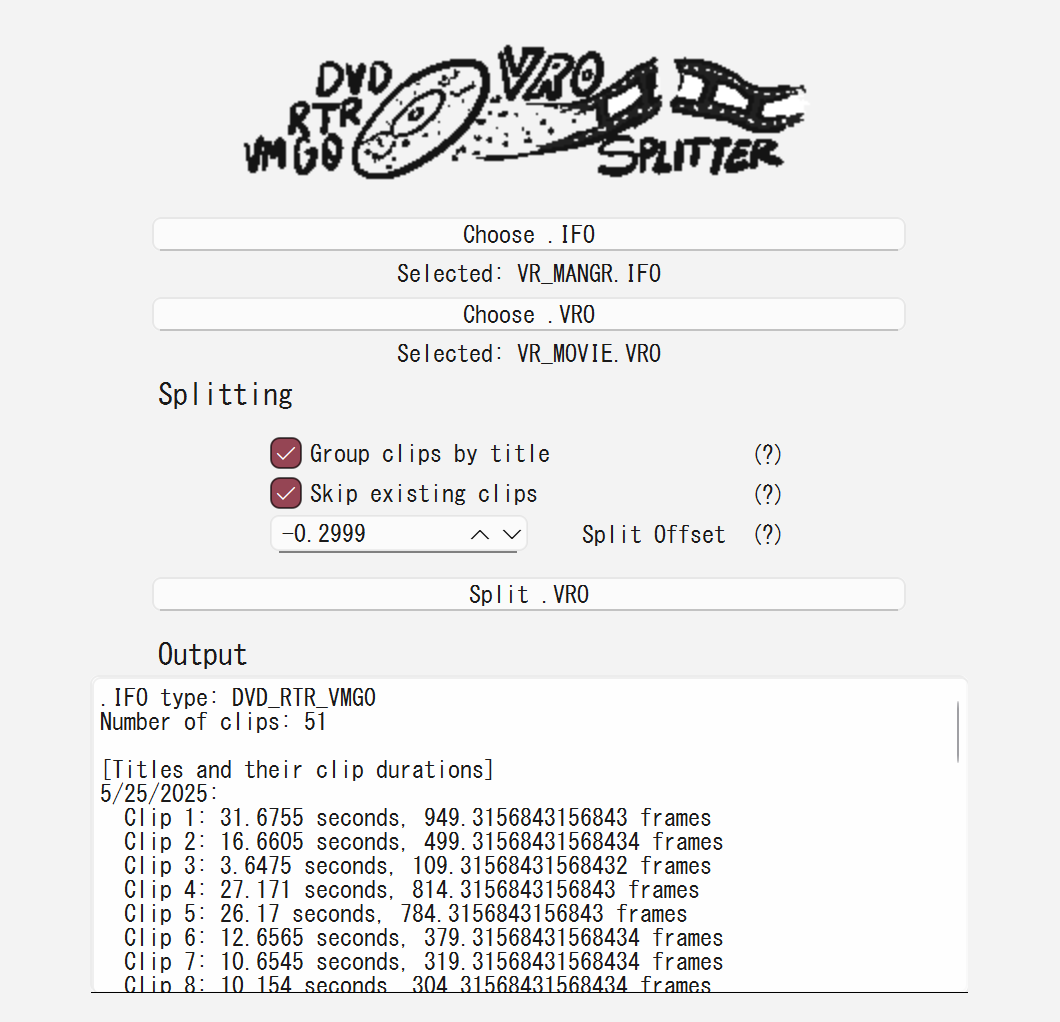 DVD
RTR
VMG0
VRO
SPLITTER
Choose .IFO
Selected: VR_MANGR.IFO
Choose .VRO
Selected: VR_MOVIE.VRO
Splitting
Group clips by title (?)
Skip existing clips (?)
-0.2999 Split Offset (?)
Split .VRO
Output
.IFO type: DVD_RTR_VMG0
Number of clips: 51
[Titles and their clip durations]
5/25/2025:
Clip 1: 31.6755 seconds, 949.3156843156843 frames
Clip 2: 16.6605 seconds, 499.31568431568434 frames
Clip 3: 3.6475 seconds, 109.31568431568432 frames
Clip 4: 27.171 seconds, 814.3156843156843 frames
Clip 5: 26.17 seconds, 784.3156843156843 frames
Clip 6: 12.6565 seconds, 379.31568431568434 frames
Clip 7: 10.6545 seconds, 319.31568431568434 frames
Clip 8: 10.154 seconds, 304.31568431568434 frames